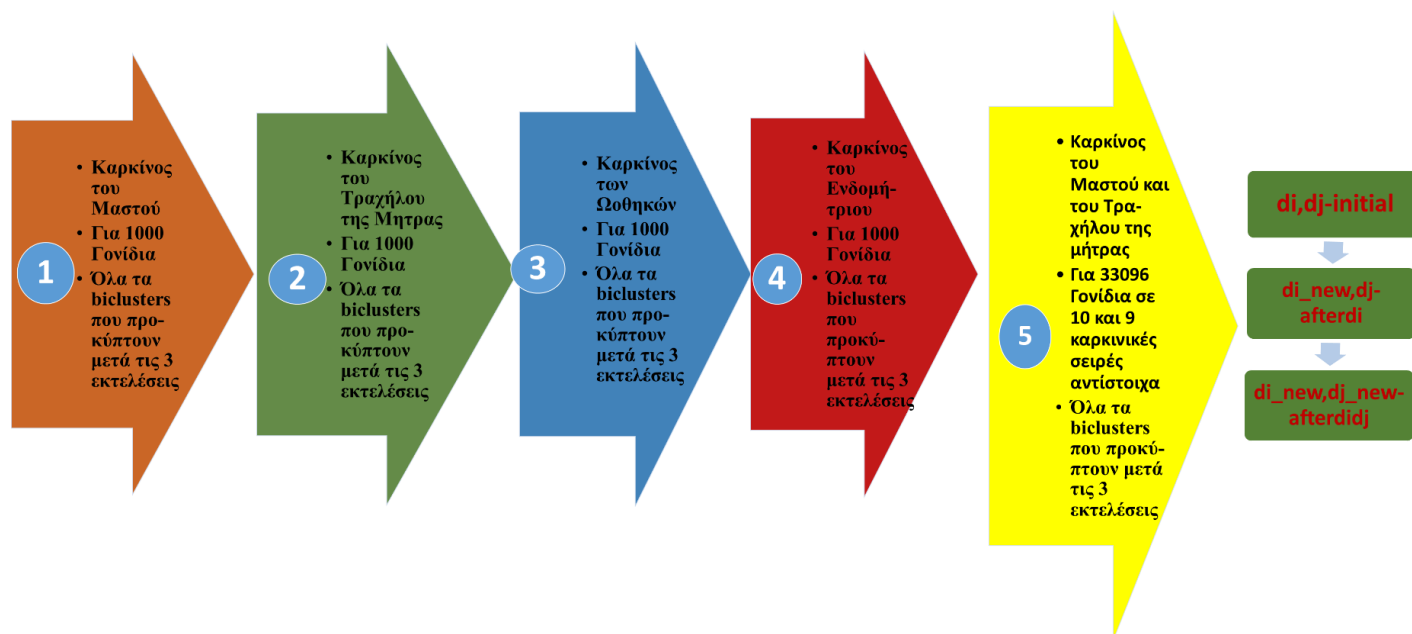 1
• Καρκίνος
του
Μαστού
• Για 1000
Γονίδια
• Όλα τα
biclusters
που προ-
κύπτουν
μετά τις 3
εκτελέσεις
2
• Καρκίνος
του
Τραχήλου
της Μητρας
• Για 1000
Γονίδια
• Όλα τα
biclusters
που προ-
κύπτουν
μετά τις 3
εκτελέσεις
3
• Καρκίνος
των
Ωοθηκών
• Για 1000
Γονίδια
• Όλα τα
biclusters
που προ-
κύπτουν
μετά τις 3
εκτελέσεις
4
• Καρκίνος
του
Ενδομή-
τριου
• Για 1000
Γονίδια
• Όλα τα
biclusters
που
προκύ-
πτουν
μετά τις 3
εκτελέσεις
5
• Καρκίνος
του
Μαστού και
του Τρα-
χήλου της
μήτρας
• Για 33096
Γονίδια σε
10 και 9
καρκινικές
σειρές
αντίστοιχα
• Όλα τα
biclusters
που προκύ-
πτουν μετά
τις 3
εκτελέσεις
di,dj-initial
di_new,dj-
afterdi
di_new,dj_new-
afterdidj